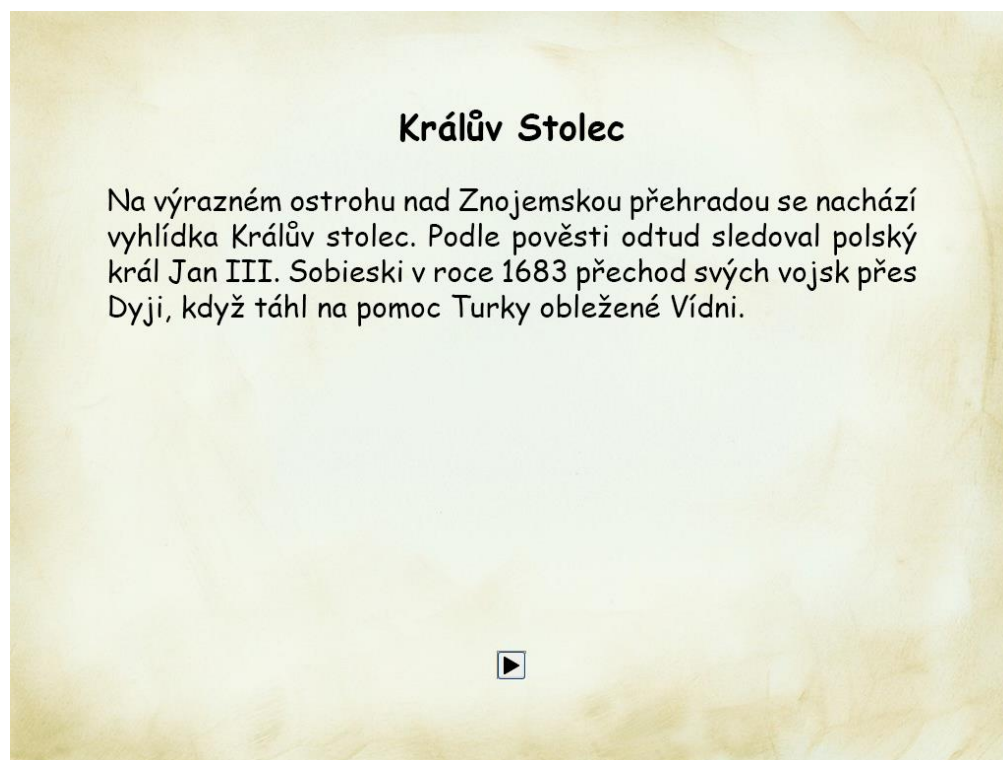 Králův Stolec
Na výrazném ostrohu nad Znojemskou přehradou se nachází
vyhlídka Králův stolec. Podle pověsti odtud sledoval polský
král Jan III. Sobieski v roce 1683 přechod svých vojsk přes
Dyji, když táhl na pomoc Turky obležené Vídni.